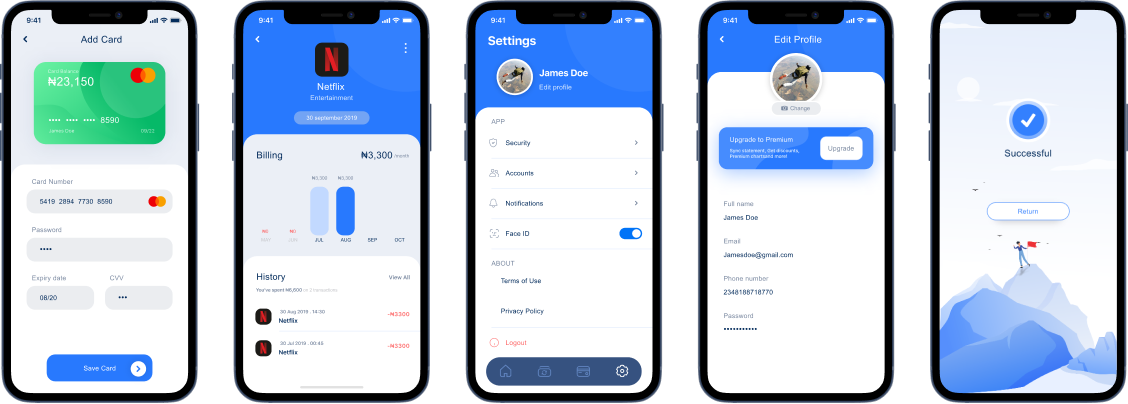 9:41
Add Card
Card Balance
₦23,150
•••• •••• •••• 8590
James Doe 09/22
Card Number
5419 2894 7730 8590
Password
••••
Expiry date CVV
08/20 •••
Save Card
9:41
N
Netflix
Entertainment
30 september 2019
Billing ₦3,300 /month
₦3,300 ₦3,300
₦0 ₦0
MAY JUN JUL AUG SEP OCT
History View All
You've spent ₦6,600 on 2 transactions
30 Aug 2019 . 14:30
Netflix -₦3300
30 Jul 2019 . 00:45
Netflix -₦3300
9:41
Settings
James Doe
Edit profile
APP
Security
Accounts
Notifications
Face ID
ABOUT
Terms of Use
Privacy Policy
Logout
9:41
Edit Profile
Change
Upgrade to Premium
Sync statement, Get discounts,
Premium chartsand more!
Upgrade
Full name
James Doe
Email
Jamesdoe@gmail.com
Phone number
2348188718770
Password
•••••••••••
9:41
Successful
Return